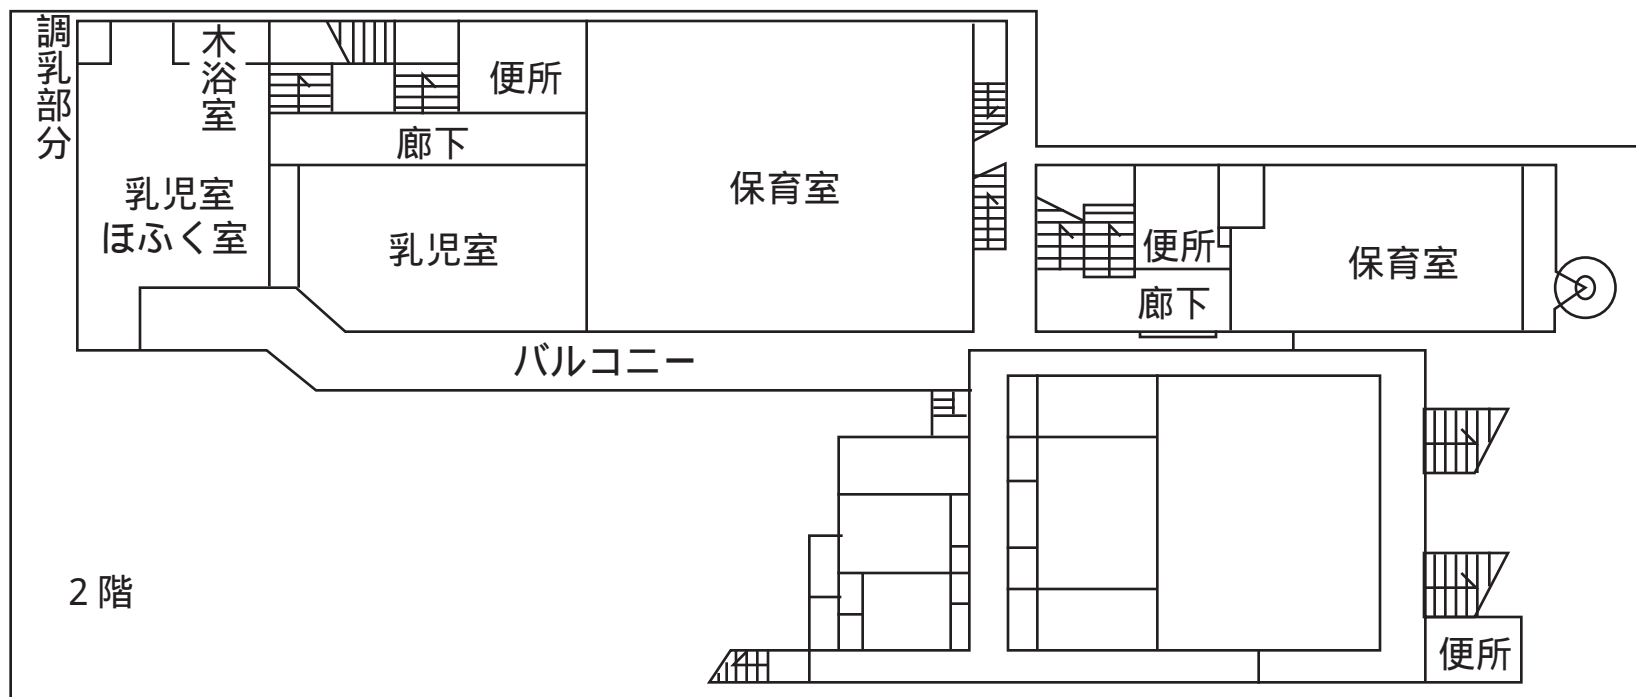 調乳部分
木浴室
便所
廊下
乳児室
ほふく室
乳児室
保育室
便所
廊下
保育室
バルコニー
2階
便所